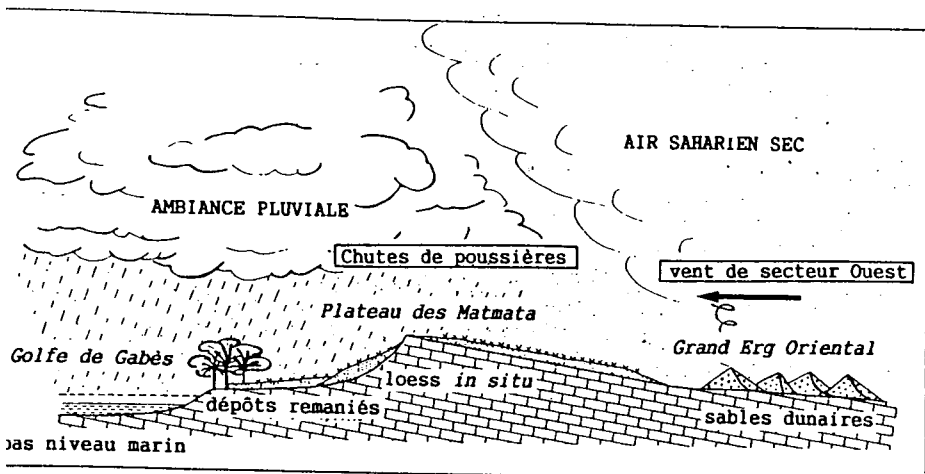 AIR SAHARIEN SEC
AMBIANCE PLUVIALE
Chutes de poussières
vent de secteur Ouest
Plateau des Matmata
Golfe de Gabès
Grand Erg Oriental
loess in situ
dépôts remaniés
sables dunaires
bas niveau marin